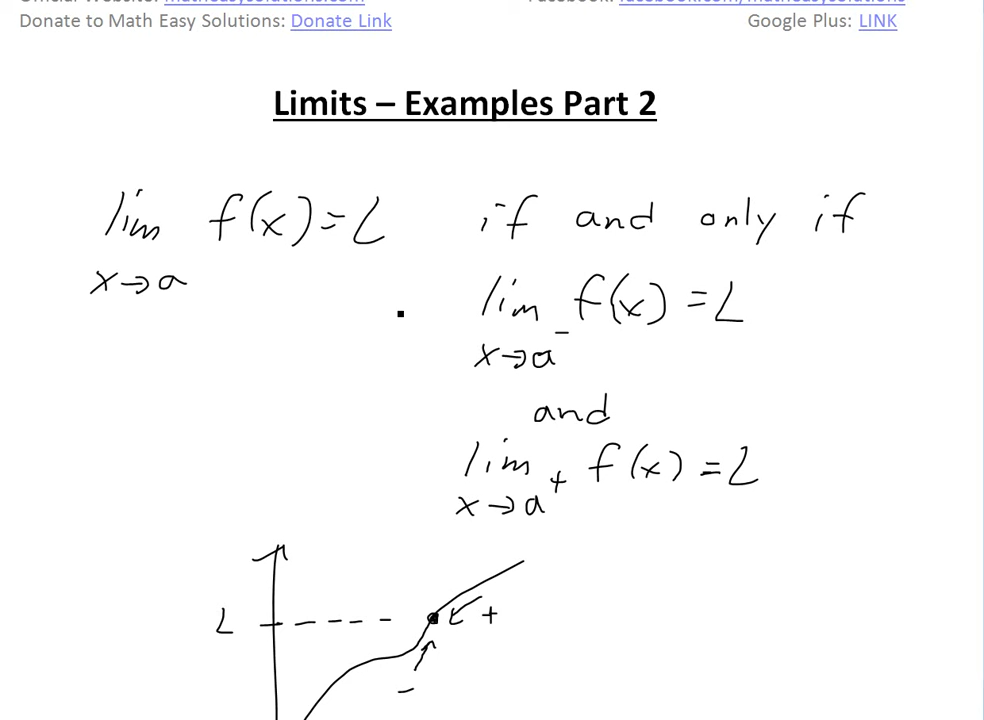 Donate to Math Easy Solutions: Donate Link
Google Plus: LINK
Limits – Examples Part 2
lim f(x)=L if and only if
x→a
lim f(x) =L
x→a⁻
and
lim f(x) =L
x→a⁺
L
+
-